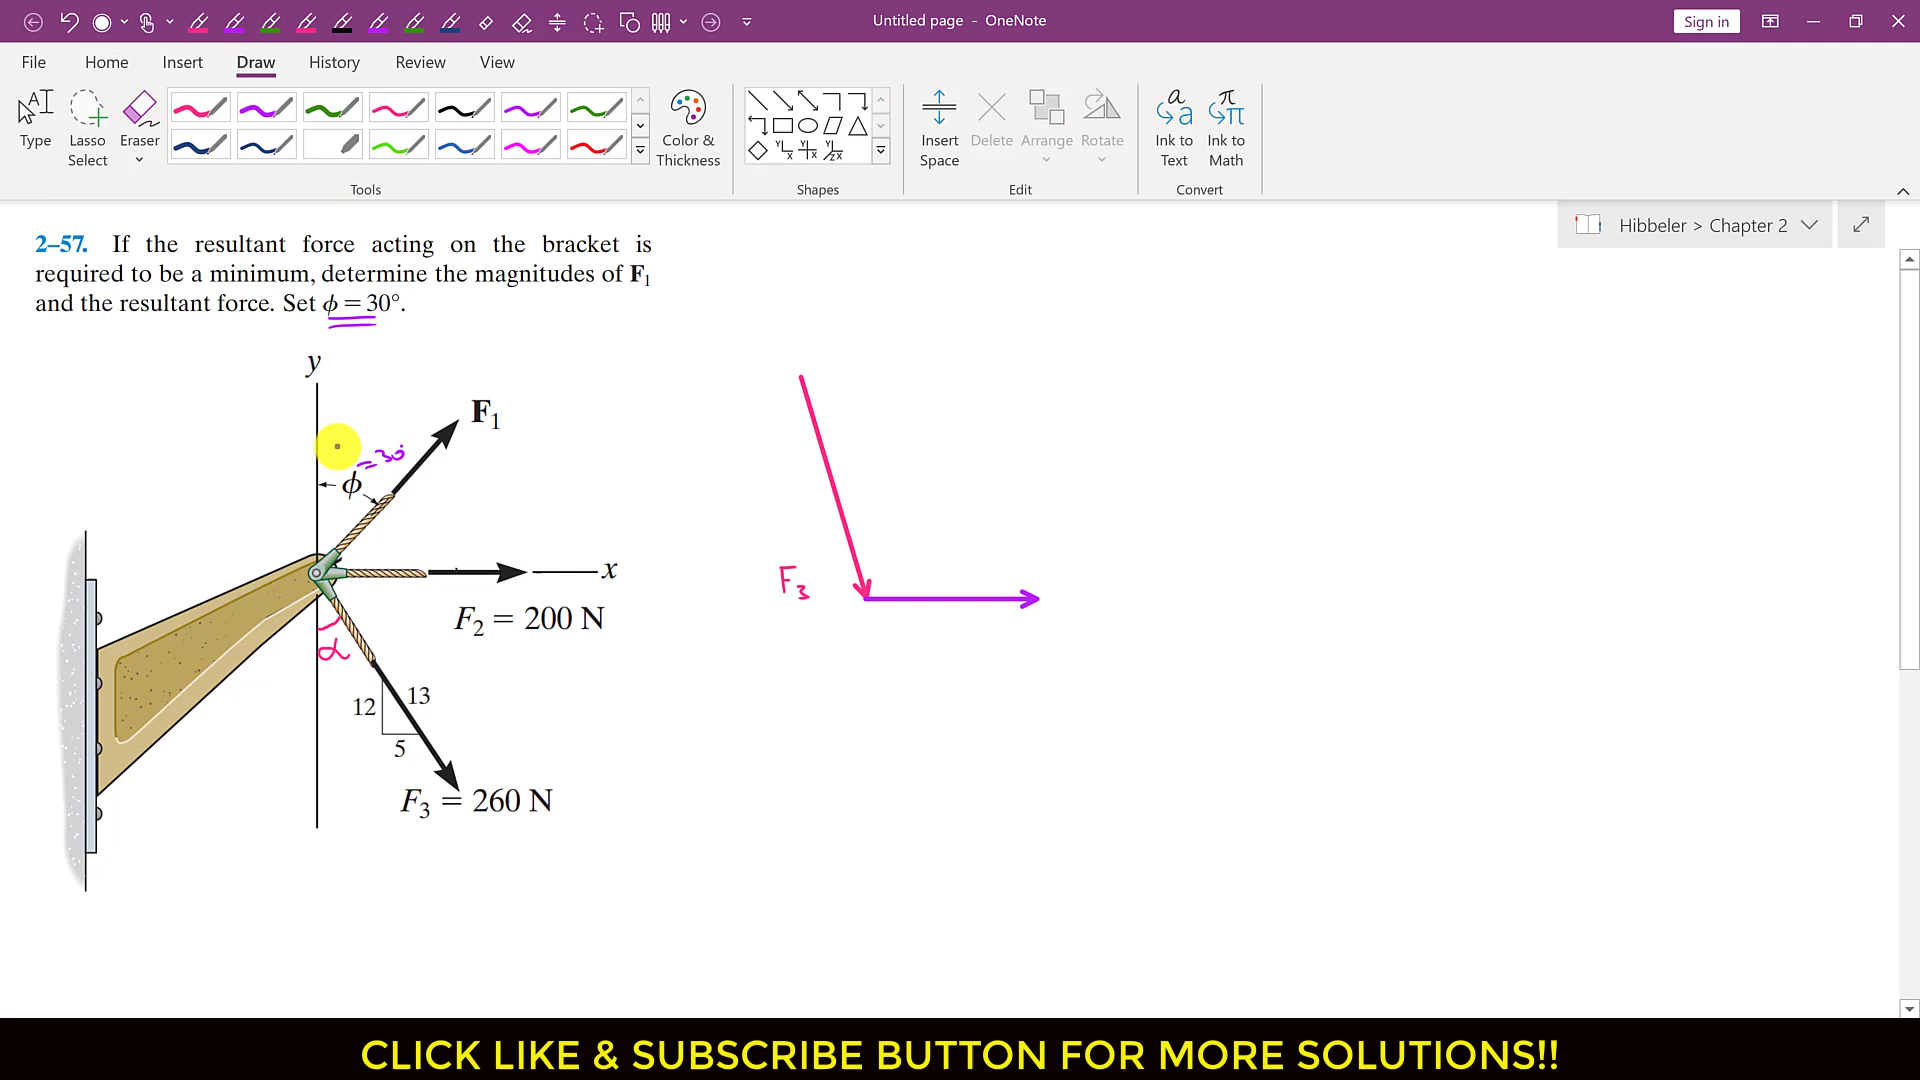 Untitled page - OneNote
Sign in
File Home Insert Draw History Review View
Type
Lasso Select
Eraser
Color & Thickness
Insert Space
Delete
Arrange
Rotate
Ink to Text
Ink to Math
Tools
Shapes
Edit
Convert
Hibbeler > Chapter 2
2–57. If the resultant force acting on the bracket is
required to be a minimum, determine the magnitudes of F₁
and the resultant force. Set ϕ = 30°.
y
F₁
= 30°
ϕ
x
F₂ = 200 N
α
13
12
5
F₃ = 260 N
F₃
CLICK LIKE & SUBSCRIBE BUTTON FOR MORE SOLUTIONS!!